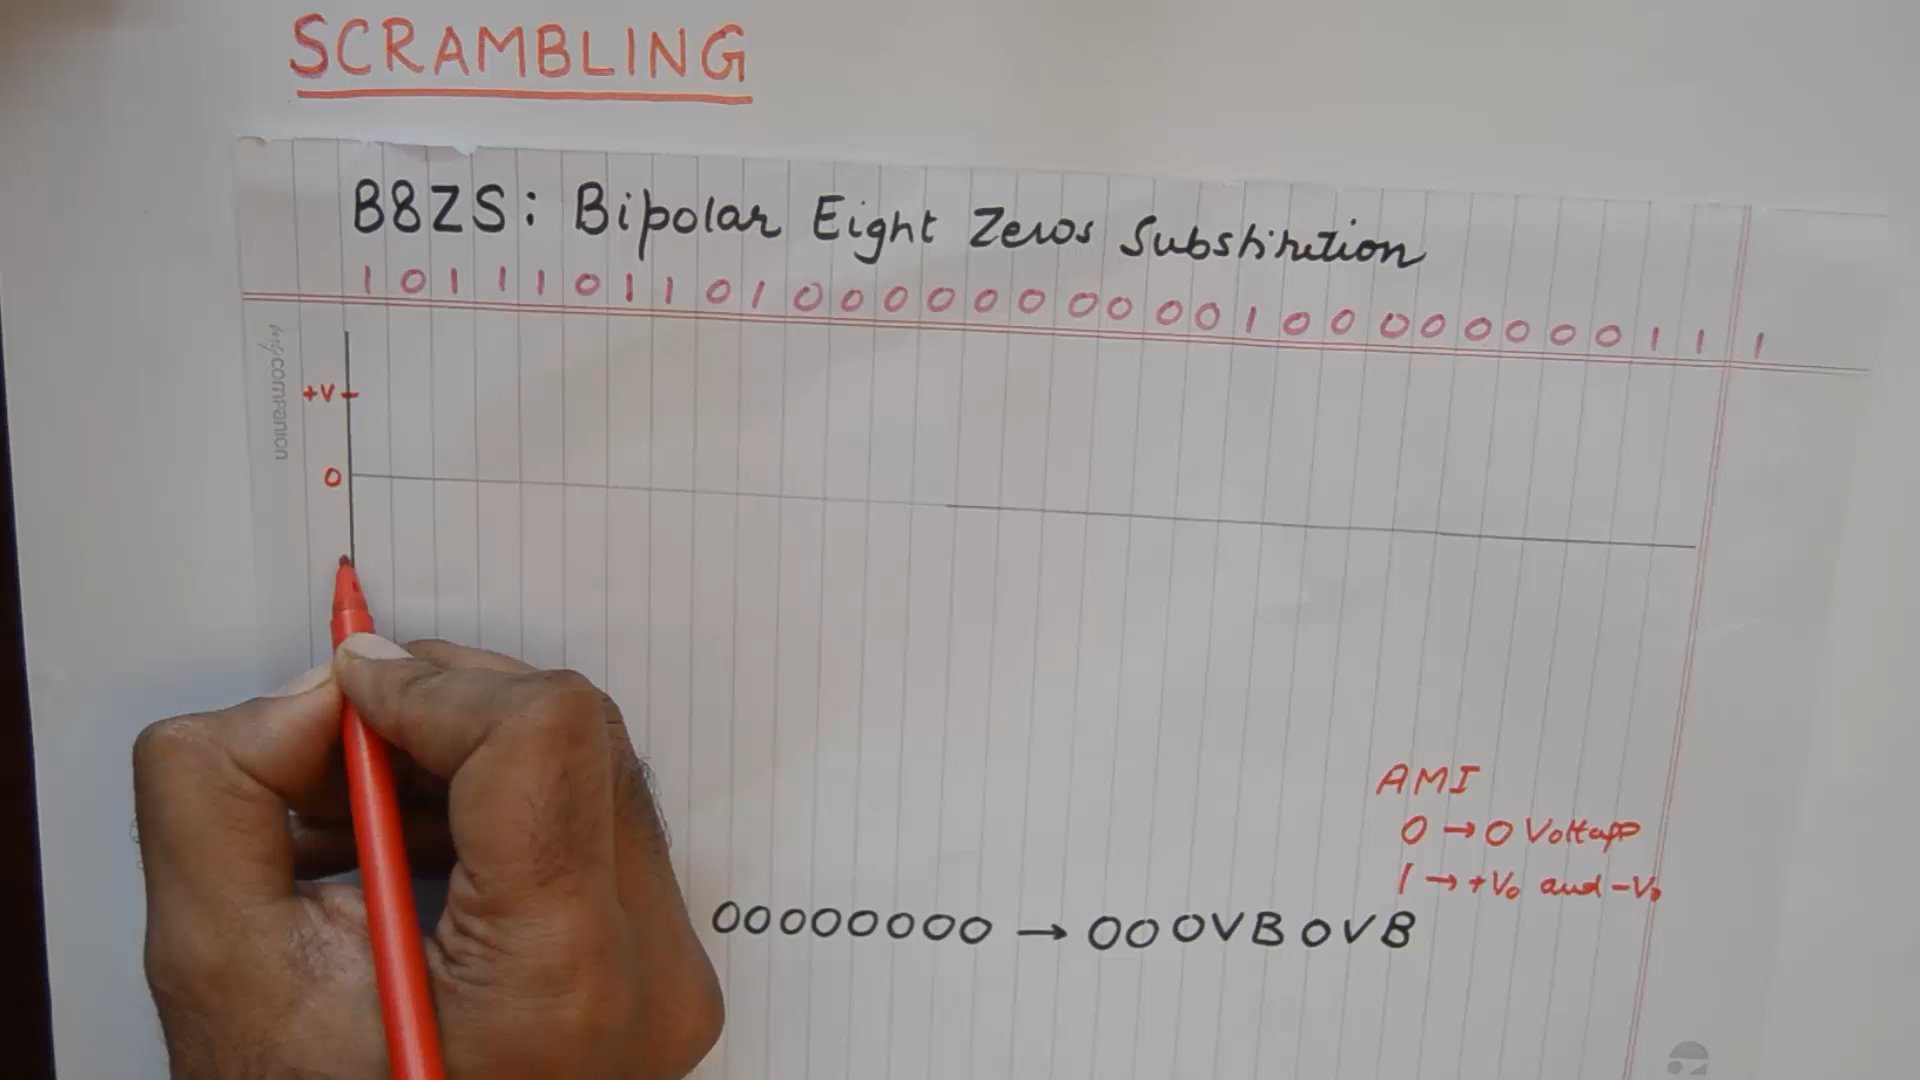 SCRAMBLING
B8ZS: Bipolar Eight Zeros Substitution
1 0 1 1 1 0 1 1 0 1 0 0 0 0 0 0 0 0 0 0 1 0 0 0 0 0 0 0 0 1 1 1
my companion
+V
0
AMI
0 → 0 Voltage
1 → +V₀ and -V₀
00000000 → 000VB0VB